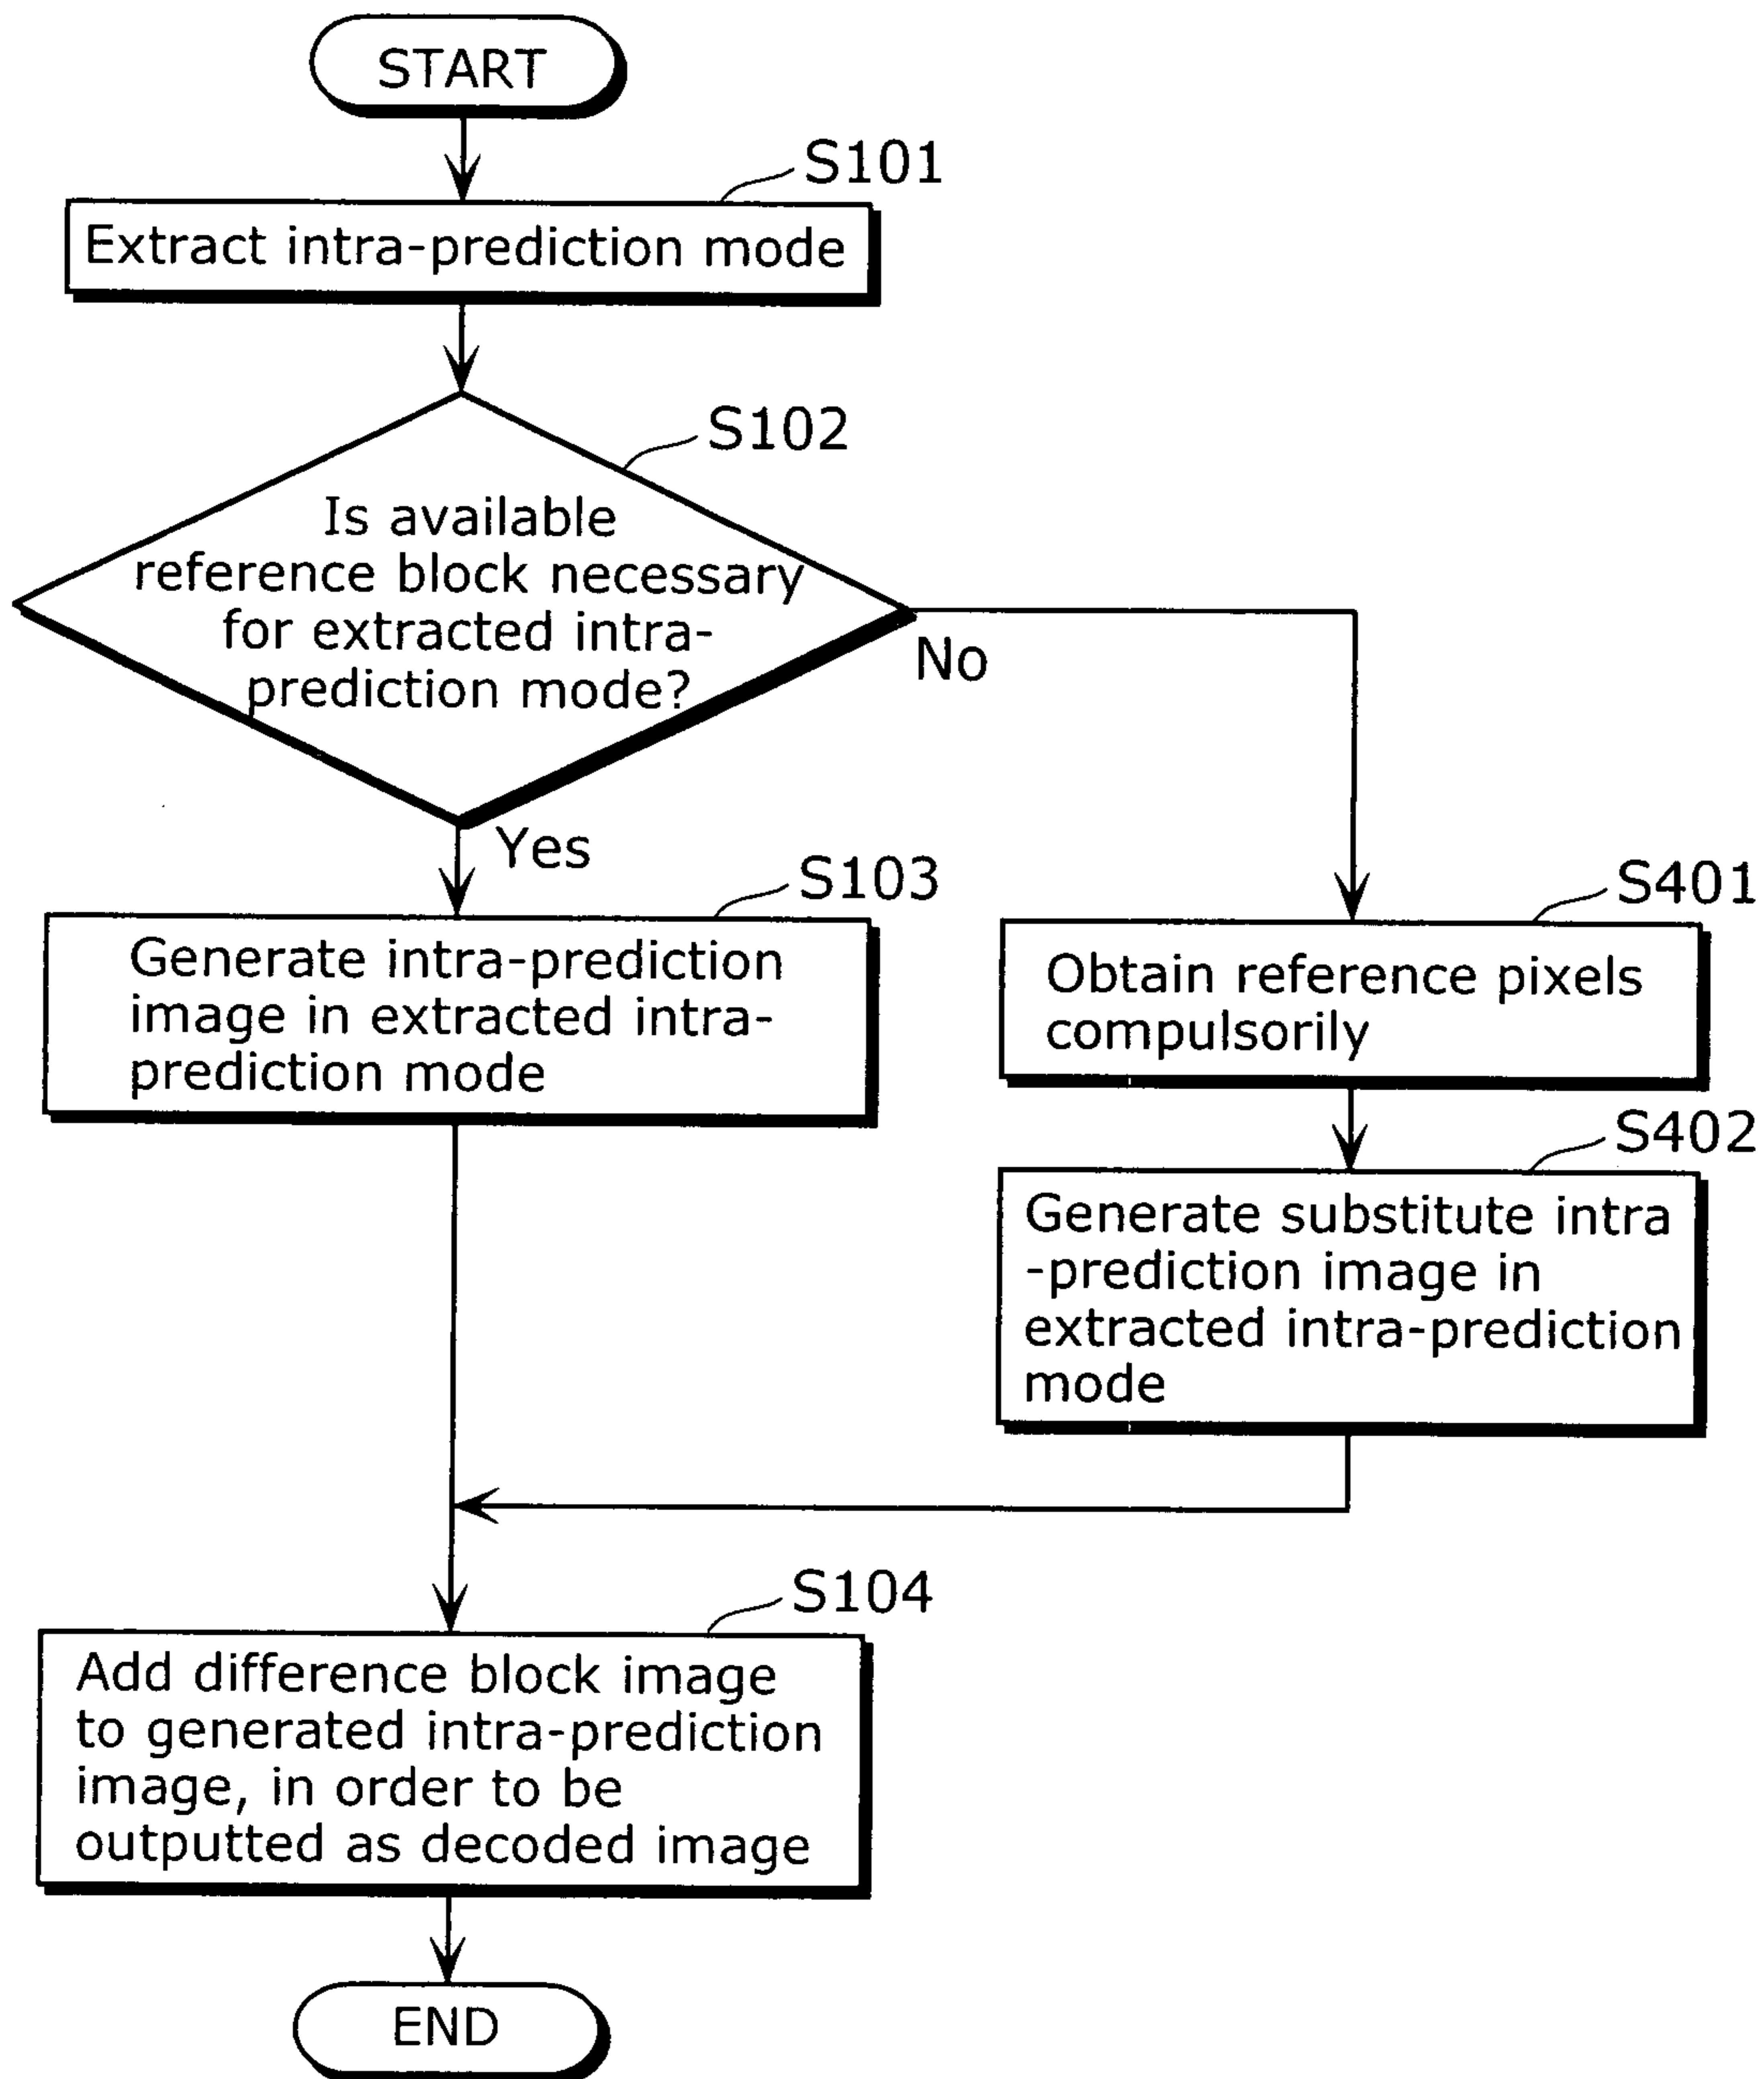 START
S101
Extract intra-prediction mode
S102
Is available
reference block necessary
for extracted intra-
prediction mode?
No
Yes
S103
Generate intra-prediction
image in extracted intra-
prediction mode
S401
Obtain reference pixels
compulsorily
S402
Generate substitute intra
-prediction image in
extracted intra-prediction
mode
S104
Add difference block image
to generated intra-prediction
image, in order to be
outputted as decoded image
END